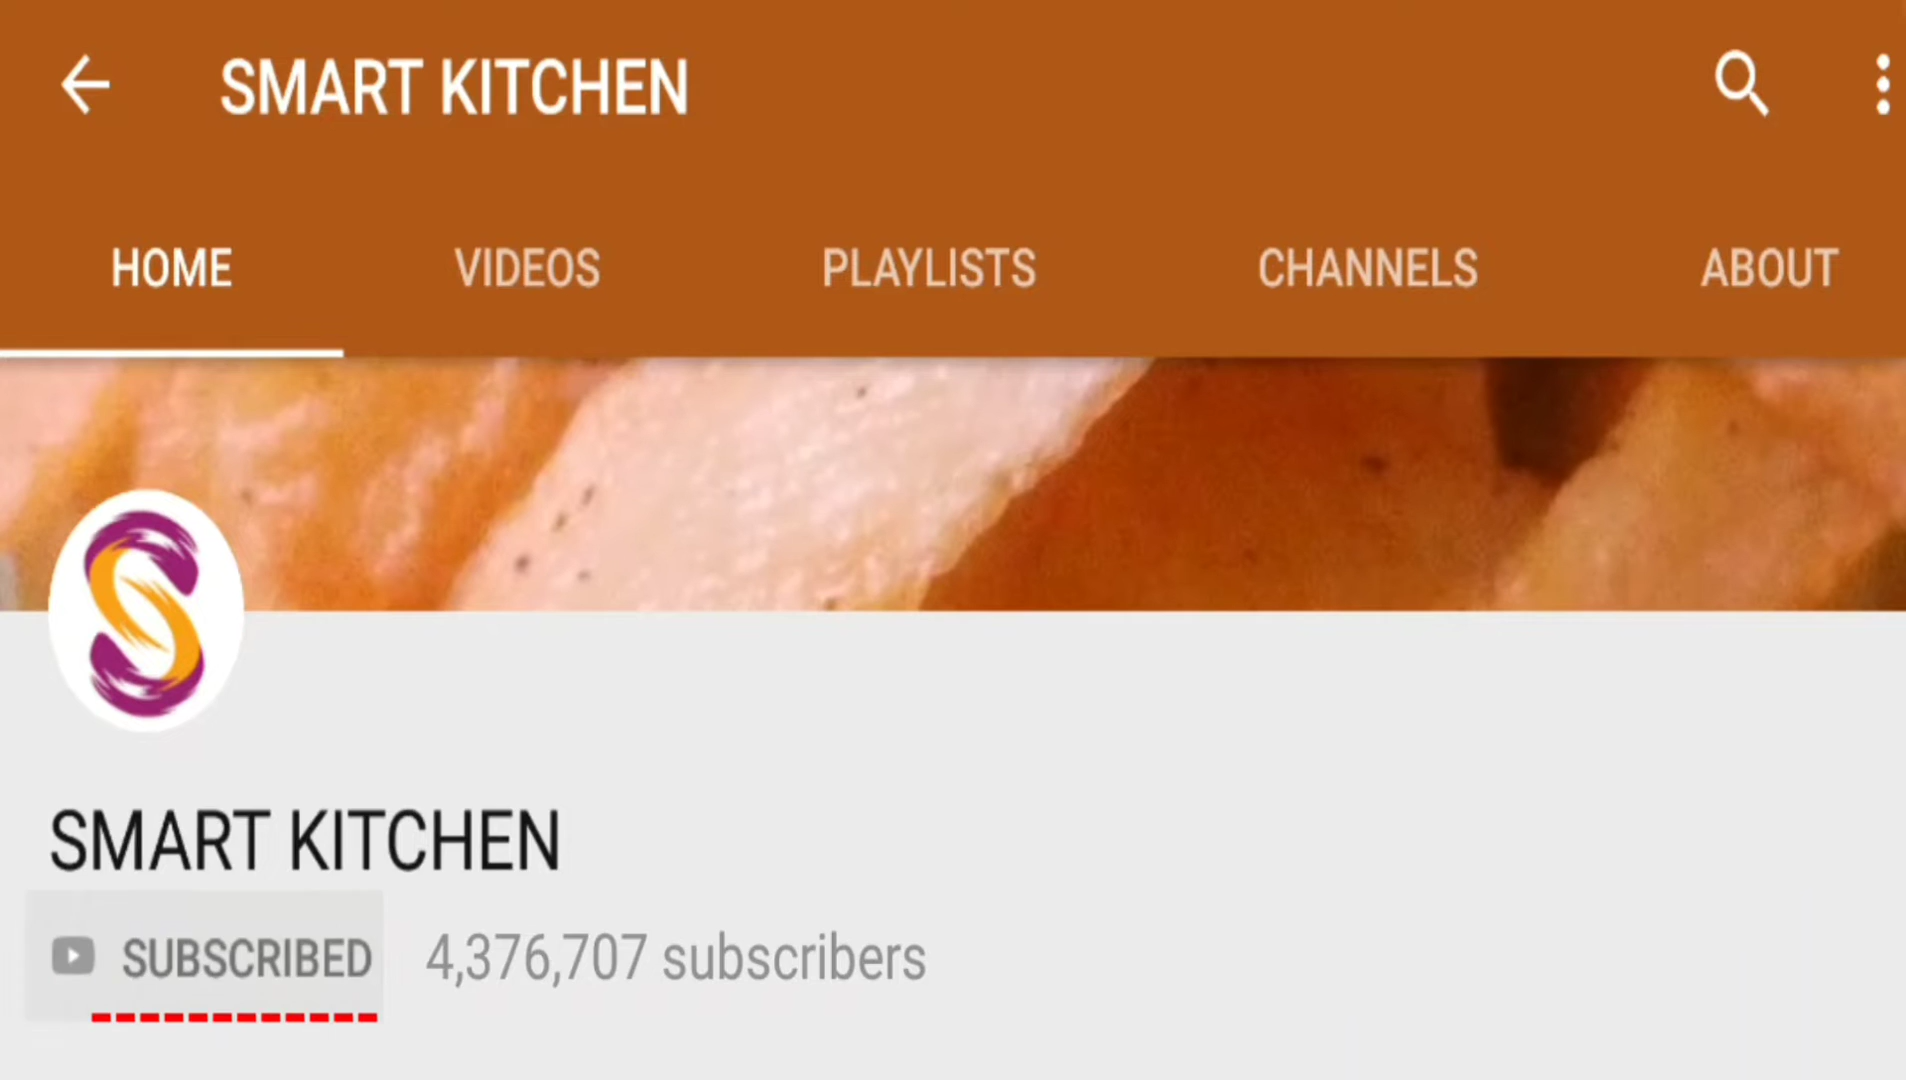 SMART KITCHEN
HOME VIDEOS PLAYLISTS CHANNELS ABOUT
SMART KITCHEN
SUBSCRIBED 4,376,707 subscribers